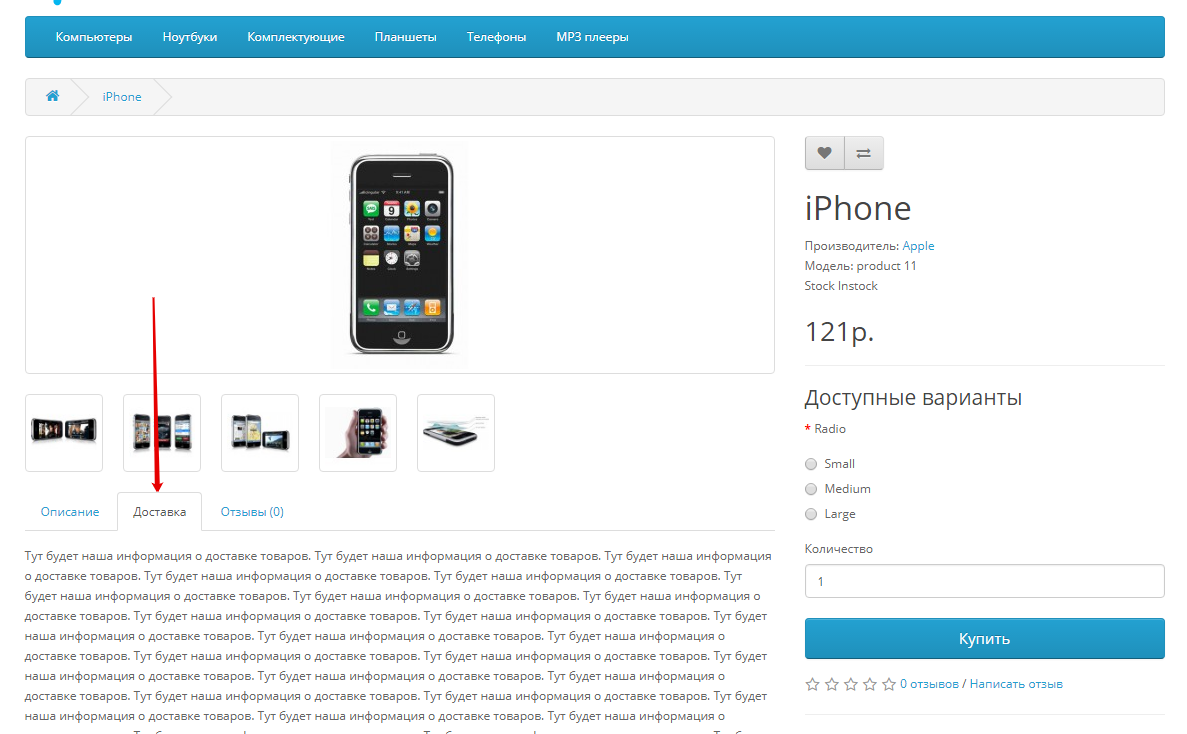 Компьютеры Ноутбуки Комплектующие Планшеты Телефоны MP3 плееры
iPhone
iPhone
Производитель: Apple
Модель: product 11
Stock Instock
121р.
Доступные варианты
* Radio
Small
Medium
Large
Количество
1
Купить
0 отзывов / Написать отзыв
Описание Доставка Отзывы (0)
Тут будет наша информация о доставке товаров. Тут будет наша информация о доставке товаров. Тут будет наша информация
о доставке товаров. Тут будет наша информация о доставке товаров. Тут будет наша информация о доставке товаров. Тут
будет наша информация о доставке товаров. Тут будет наша информация о доставке товаров. Тут будет наша информация о
доставке товаров. Тут будет наша информация о доставке товаров. Тут будет наша информация о доставке товаров. Тут будет
наша информация о доставке товаров. Тут будет наша информация о доставке товаров. Тут будет наша информация о
доставке товаров. Тут будет наша информация о доставке товаров. Тут будет наша информация о доставке товаров. Тут будет
наша информация о доставке товаров. Тут будет наша информация о доставке товаров. Тут будет наша информация о
доставке товаров. Тут будет наша информация о доставке товаров. Тут будет наша информация о доставке товаров. Тут будет
наша информация о доставке товаров. Тут будет наша информация о доставке товаров. Тут будет наша информация о